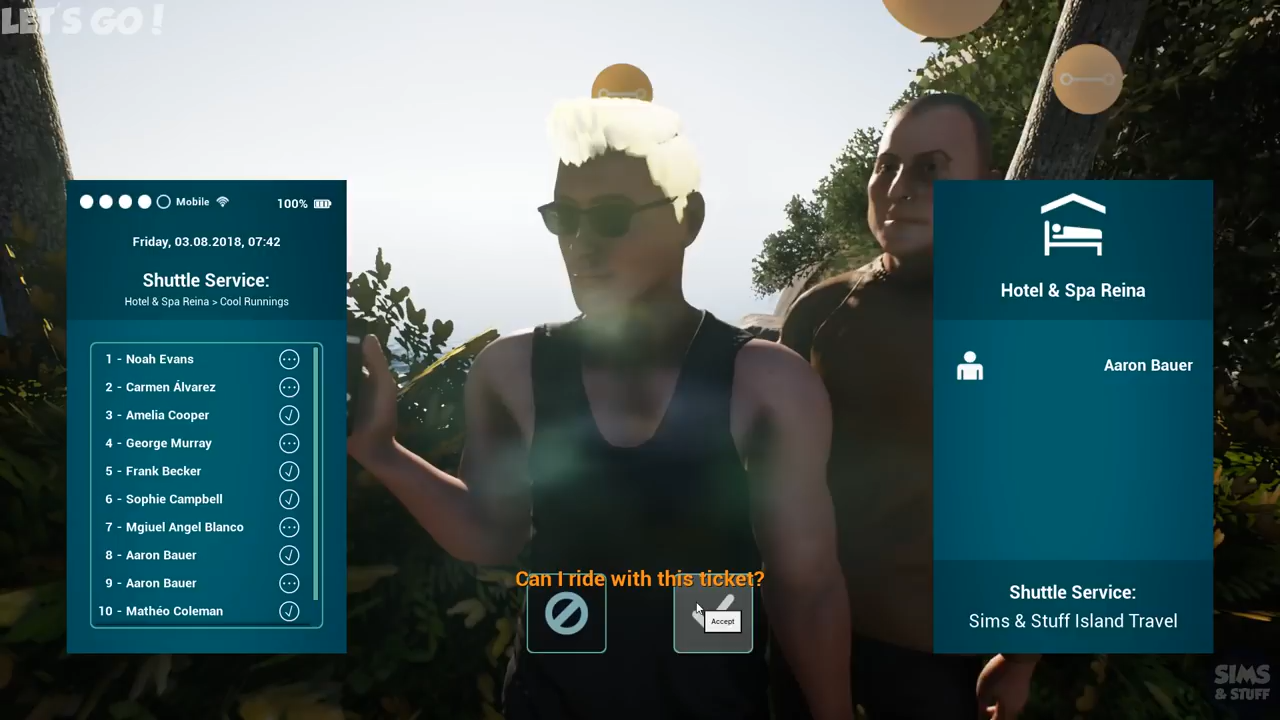 LET'S GO!
Mobile 100%
Friday, 03.08.2018, 07:42
Shuttle Service:
Hotel & Spa Reina > Cool Runnings
1 - Noah Evans
2 - Carmen Álvarez
3 - Amelia Cooper
4 - George Murray
5 - Frank Becker
6 - Sophie Campbell
7 - Mgiuel Angel Blanco
8 - Aaron Bauer
9 - Aaron Bauer
10 - Mathéo Coleman
Can I ride with this ticket?
Accept
Hotel & Spa Reina
Aaron Bauer
Shuttle Service:
Sims & Stuff Island Travel
SIMS
& STUFF